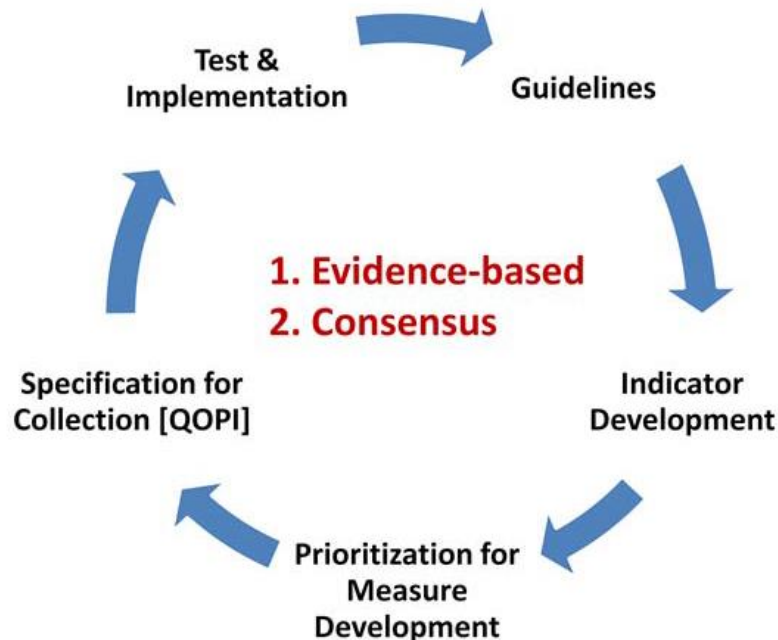 Test &
Implementation
Guidelines
1. Evidence-based
2. Consensus
Specification for
Collection [QOPI]
Indicator
Development
Prioritization for
Measure
Development